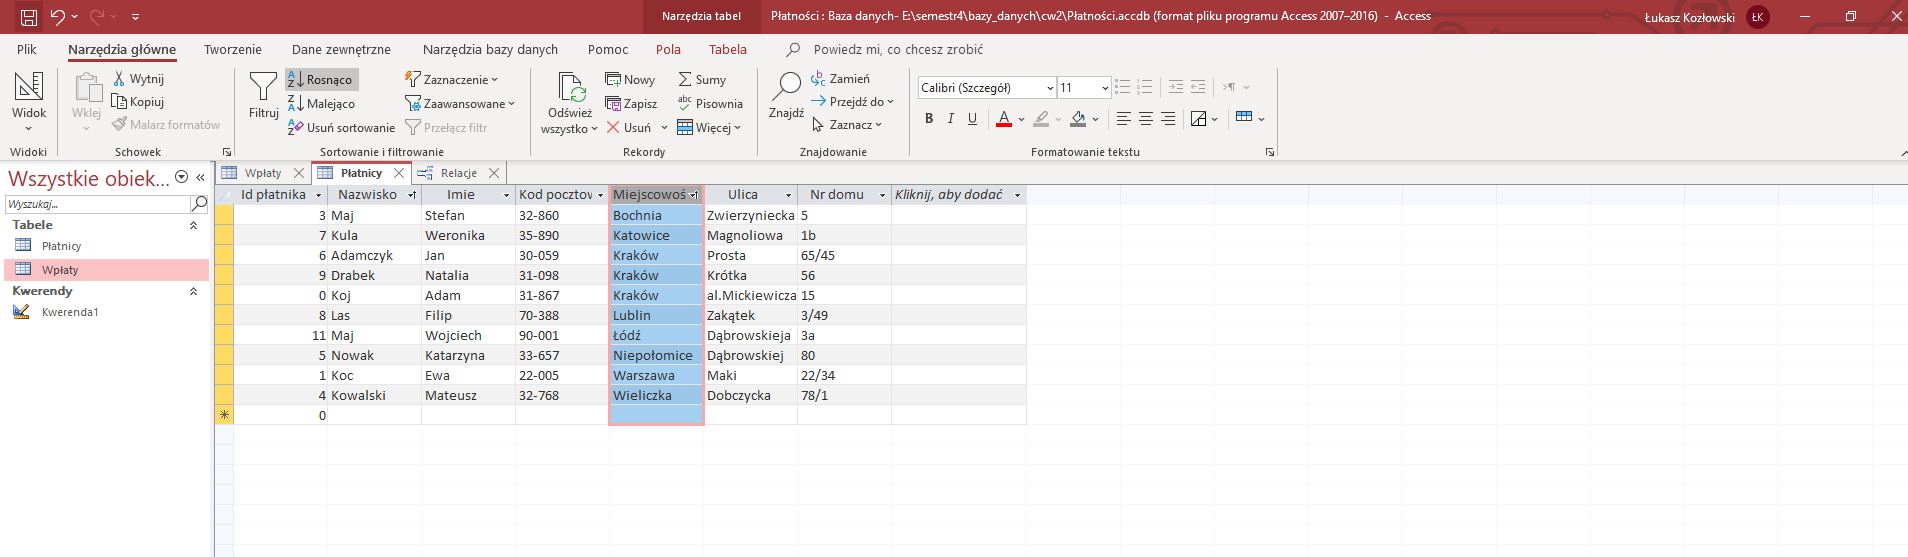 Narzędzia tabel
Płatności : Baza danych- E:\semestr4\bazy_danych\cw2\Płatności.accdb (format pliku programu Access 2007–2016) - Access
Łukasz Kozłowski ŁK
Plik Narzędzia główne Tworzenie Dane zewnętrzne Narzędzia bazy danych Pomoc Pola Tabela Powiedz mi, co chcesz zrobić
Widok
Widoki
Wklej
Wytnij
Kopiuj
Malarz formatów
Schowek
Filtruj
Rosnąco
Malejąco
Usuń sortowanie
Zaznaczenie
Zaawansowane
Przełącz filtr
Sortowanie i filtrowanie
Odśwież
wszystko
Nowy
Zapisz
Usuń
Sumy
Pisownia
Więcej
Rekordy
Znajdź
Zamień
Przejdź do
Zaznacz
Znajdowanie
Calibri (Szczegół) 11
B I U A
Formatowanie tekstu
Wszystkie obiek...
Wyszukaj...
Tabele
Płatnicy
Wpłaty
Kwerendy
Kwerenda1
Wpłaty Płatnicy Relacje
Id płatnika Nazwisko Imie Kod pocztow Miejscowoś Ulica Nr domu Kliknij, aby dodać
3 Maj Stefan 32-860 Bochnia Zwierzyniecka 5
7 Kula Weronika 35-890 Katowice Magnoliowa 1b
6 Adamczyk Jan 30-059 Kraków Prosta 65/45
9 Drabek Natalia 31-098 Kraków Krótka 56
0 Koj Adam 31-867 Kraków al.Mickiewicza 15
8 Las Filip 70-388 Lublin Zakątek 3/49
11 Maj Wojciech 90-001 Łódź Dąbrowskieja 3a
5 Nowak Katarzyna 33-657 Niepołomice Dąbrowskiej 80
1 Koc Ewa 22-005 Warszawa Maki 22/34
4 Kowalski Mateusz 32-768 Wieliczka Dobczycka 78/1
0